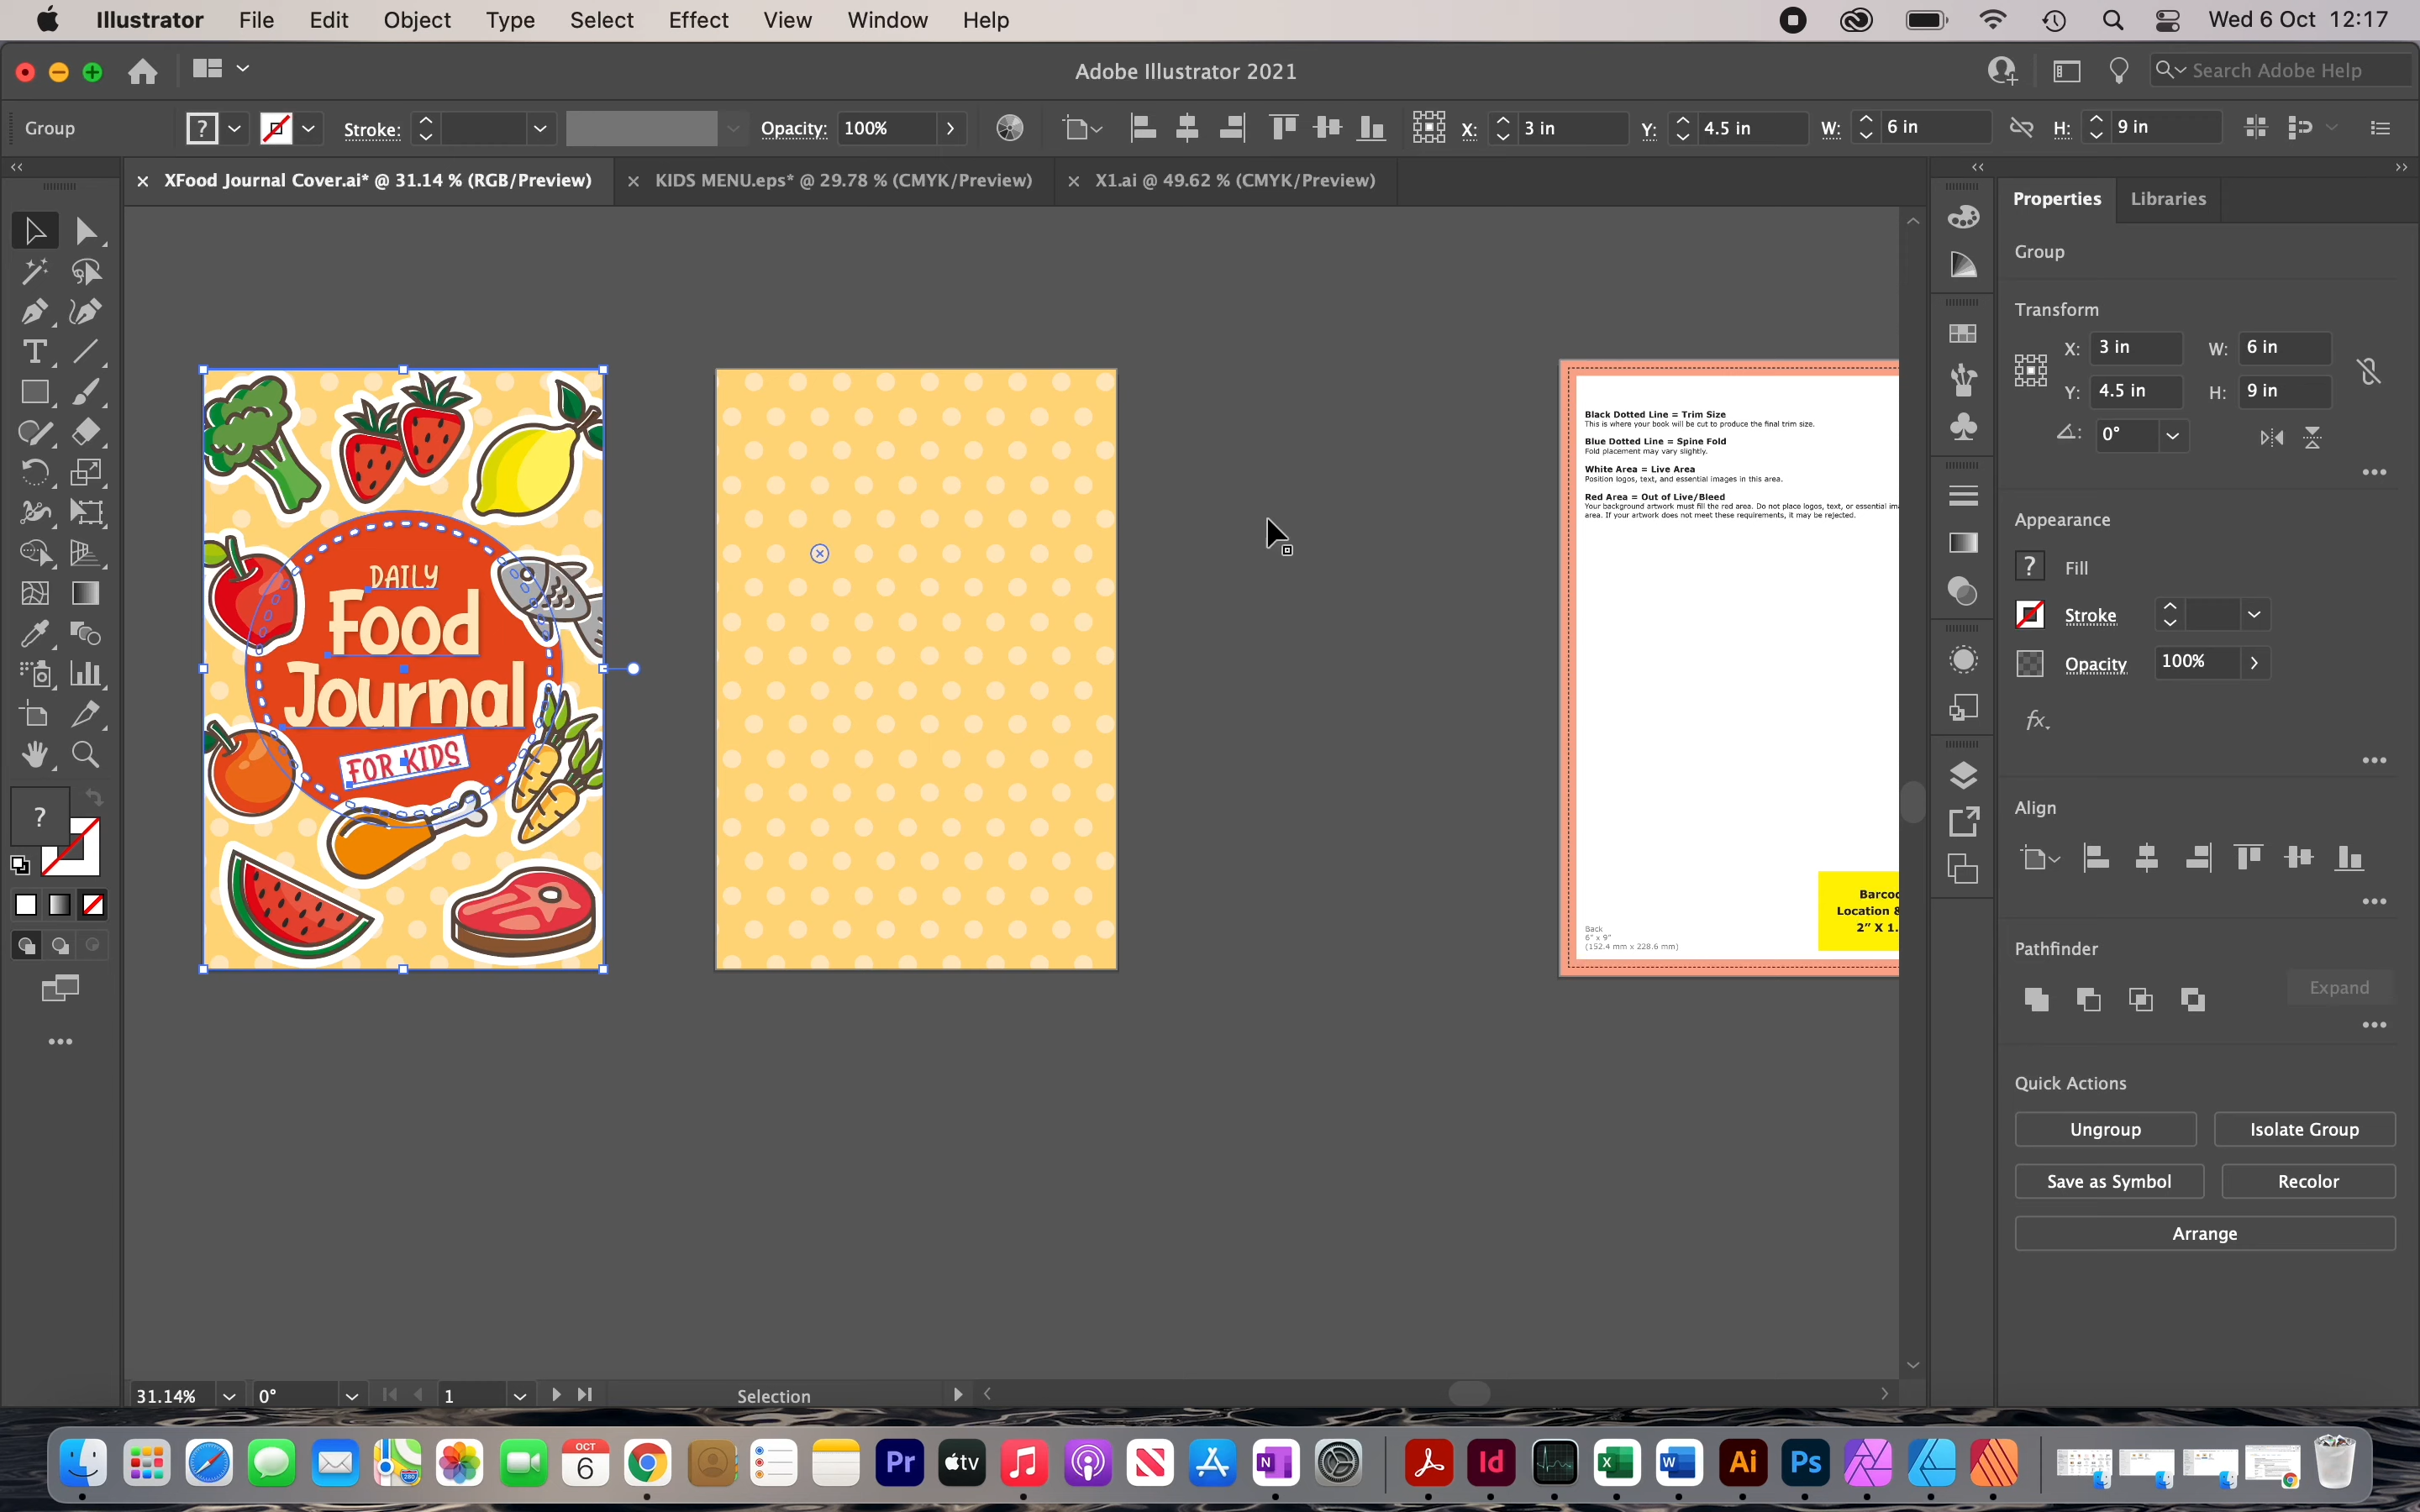 Illustrator File Edit Object Type Select Effect View Window Help Wed 6 Oct 12:17
Adobe Illustrator 2021 Search Adobe Help
Group ? Stroke: Opacity: 100% X: 3 in Y: 4.5 in W: 6 in H: 9 in
XFood Journal Cover.ai* @ 31.14 % (RGB/Preview) KIDS MENU.eps* @ 29.78 % (CMYK/Preview) X1.ai @ 49.62 % (CMYK/Preview)
Properties Libraries
Group
Transform
X: 3 in W: 6 in
Y: 4.5 in H: 9 in
0°
Appearance
? Fill
Stroke
Opacity 100%
fx.
Align
Pathfinder
Expand
Quick Actions
Ungroup Isolate Group
Save as Symbol Recolor
Arrange
DAILY
Food
Journal
FOR KIDS
Black Dotted Line = Trim Size
This is where your book will be cut to produce the final trim size.
Blue Dotted Line = Spine Fold
Fold placement may vary slightly.
White Area = Live Area
Position logos, text, and essential images in this area.
Red Area = Out of Live/Bleed
Your background artwork must fill the red area. Do not place logos, text, or essential
area. If your artwork does not meet these requirements, it may be rejected.
Back
6" x 9"
(152.4 mm x 228.6 mm)
Location &
2" X 1.
?
31.14% 0° 1 Selection
OCT
6
Pr
tv
N
Id
X
W
Ai
Ps